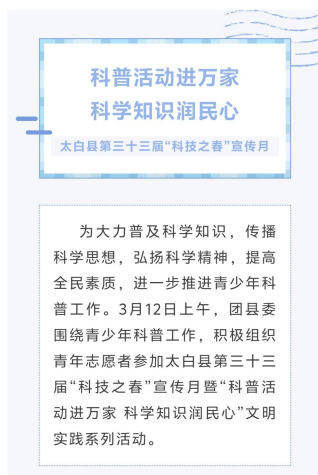 科普活动进万家
科学知识润民心
太白县第三十三届“科技之春”宣传月
为大力普及科学知识，传播
科学思想，弘扬科学精神，提高
全民素质，进一步推进青少年科
普工作。3月12日上午，团县委
围绕青少年科普工作，积极组织
青年志愿者参加太白县第三十三
届“科技之春”宣传月暨“科普活
动进万家 科学知识润民心”文明
实践系列活动。